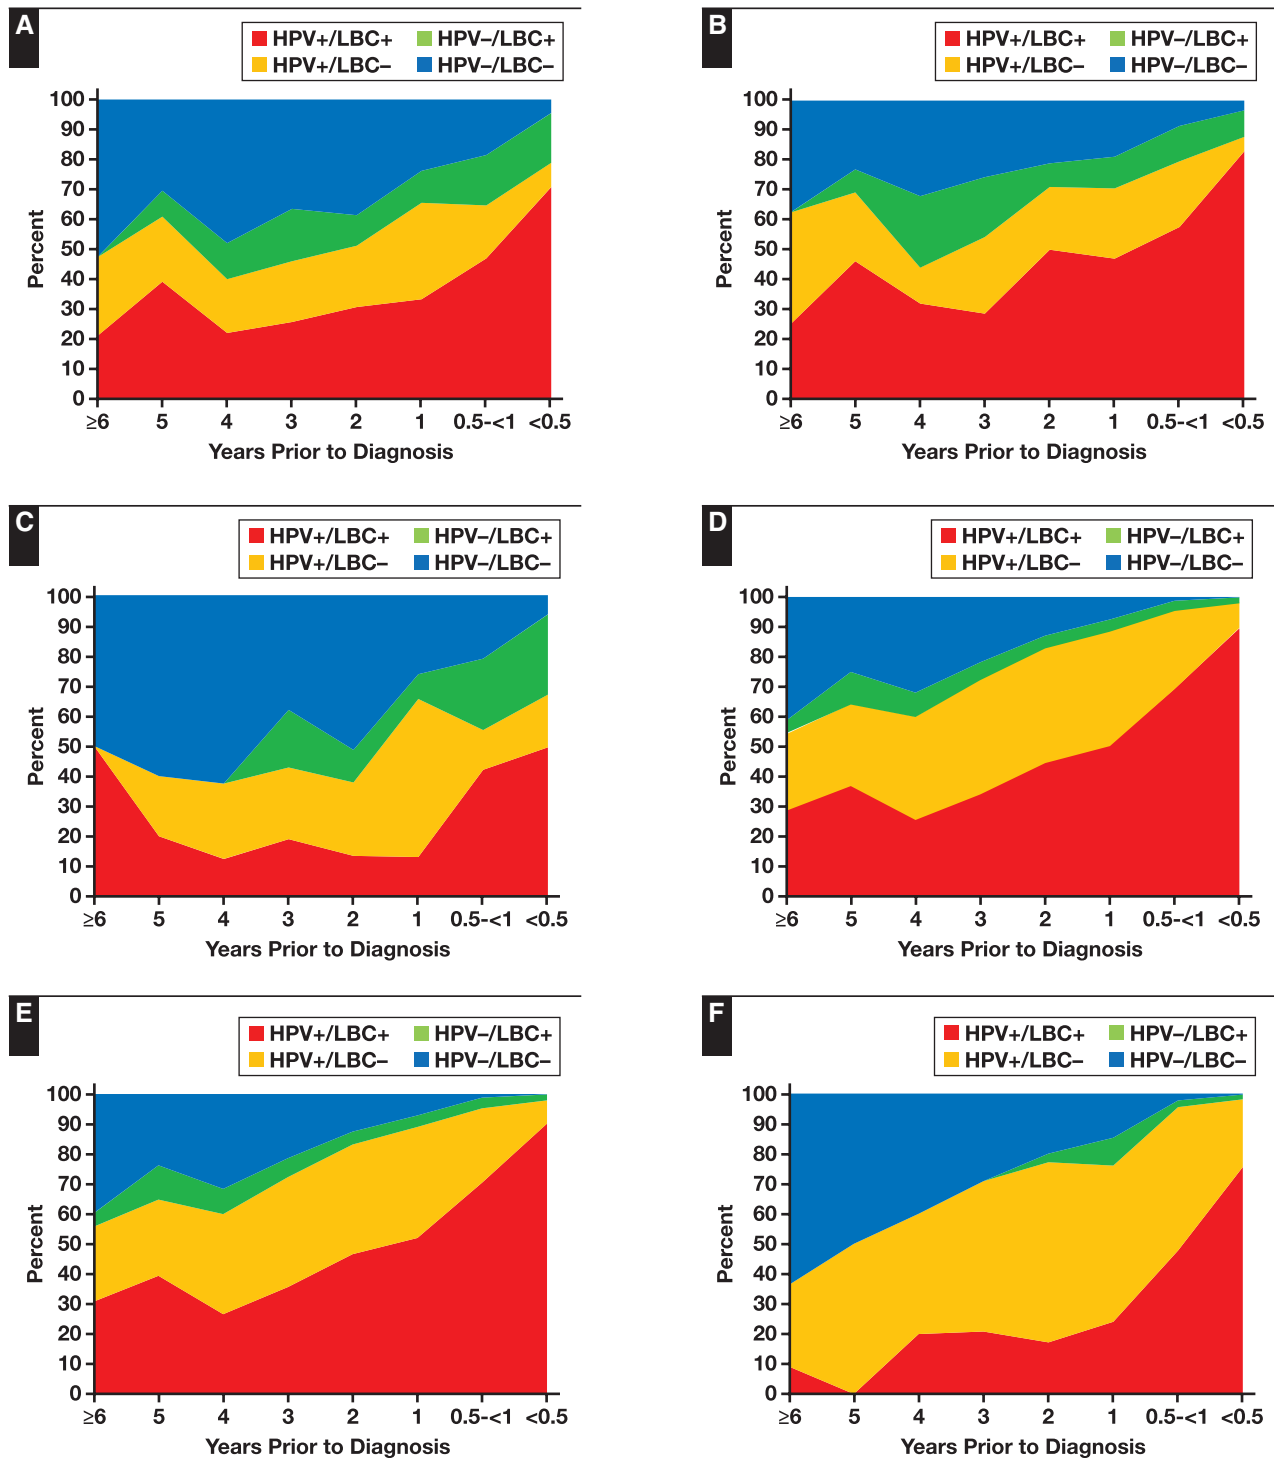 A
HPV+/LBC+ HPV–/LBC+
HPV+/LBC– HPV–/LBC–
100
90
80
70
60
50
40
30
20
10
0
Percent
≥6 5 4 3 2 1 0.5-<1 <0.5
Years Prior to Diagnosis
B
HPV+/LBC+ HPV–/LBC+
HPV+/LBC– HPV–/LBC–
100
90
80
70
60
50
40
30
20
10
0
Percent
≥6 5 4 3 2 1 0.5-<1 <0.5
Years Prior to Diagnosis
C
HPV+/LBC+ HPV–/LBC+
HPV+/LBC– HPV–/LBC–
100
90
80
70
60
50
40
30
20
10
0
Percent
≥6 5 4 3 2 1 0.5-<1 <0.5
Years Prior to Diagnosis
D
HPV+/LBC+ HPV–/LBC+
HPV+/LBC– HPV–/LBC–
100
90
80
70
60
50
40
30
20
10
0
Percent
≥6 5 4 3 2 1 0.5-<1 <0.5
Years Prior to Diagnosis
E
HPV+/LBC+ HPV–/LBC+
HPV+/LBC– HPV–/LBC–
100
90
80
70
60
50
40
30
20
10
0
Percent
≥6 5 4 3 2 1 0.5-<1 <0.5
Years Prior to Diagnosis
F
HPV+/LBC+ HPV–/LBC+
HPV+/LBC– HPV–/LBC–
100
90
80
70
60
50
40
30
20
10
0
Percent
≥6 5 4 3 2 1 0.5-<1 <0.5
Years Prior to Diagnosis